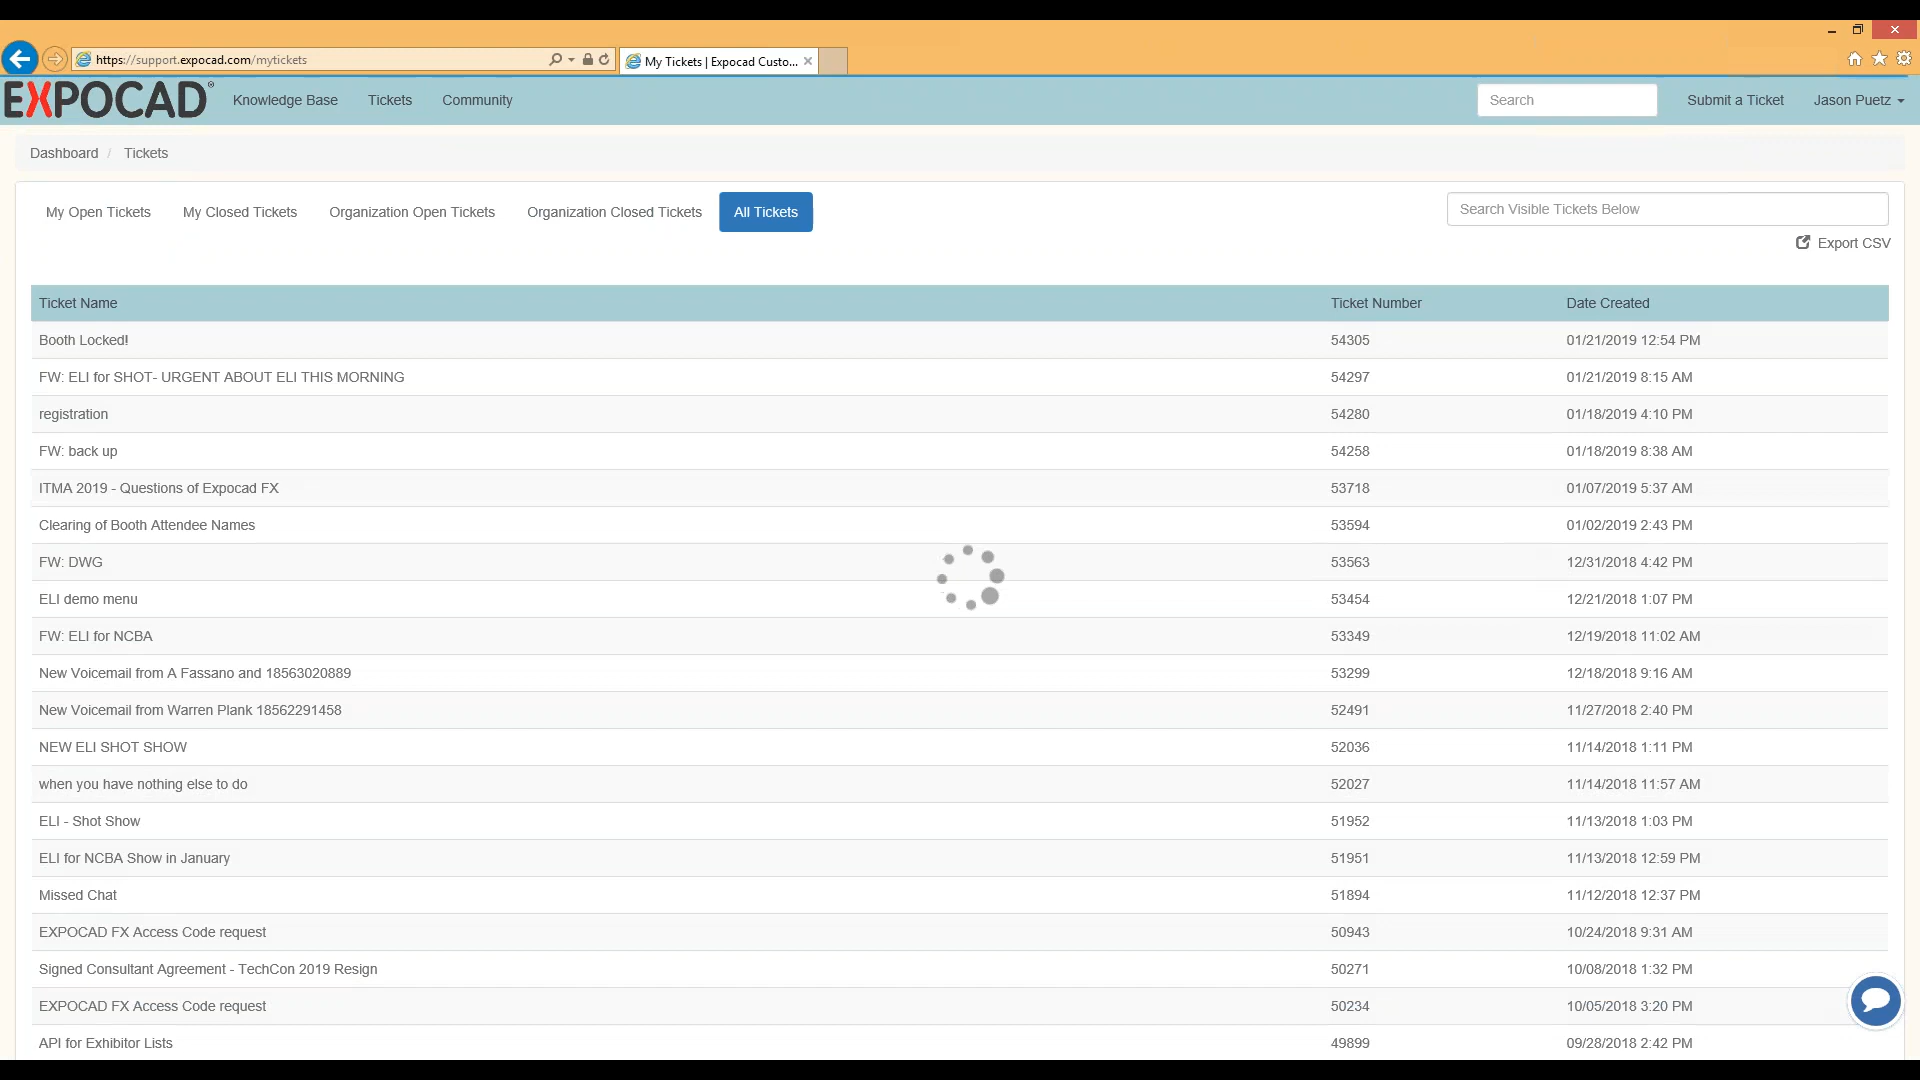 https://support.expocad.com/mytickets
My Tickets | Expocad Custo...
EXPOCAD®
Knowledge Base
Tickets
Community
Search
Submit a Ticket
Jason Puetz
Dashboard / Tickets
My Open Tickets
My Closed Tickets
Organization Open Tickets
Organization Closed Tickets
All Tickets
Search Visible Tickets Below
Export CSV
Ticket Name Ticket Number Date Created
Booth Locked! 54305 01/21/2019 12:54 PM
FW: ELI for SHOT- URGENT ABOUT ELI THIS MORNING 54297 01/21/2019 8:15 AM
registration 54280 01/18/2019 4:10 PM
FW: back up 54258 01/18/2019 8:38 AM
ITMA 2019 - Questions of Expocad FX 53718 01/07/2019 5:37 AM
Clearing of Booth Attendee Names 53594 01/02/2019 2:43 PM
FW: DWG 53563 12/31/2018 4:42 PM
ELI demo menu 53454 12/21/2018 1:07 PM
FW: ELI for NCBA 53349 12/19/2018 11:02 AM
New Voicemail from A Fassano and 18563020889 53299 12/18/2018 9:16 AM
New Voicemail from Warren Plank 18562291458 52491 11/27/2018 2:40 PM
NEW ELI SHOT SHOW 52036 11/14/2018 1:11 PM
when you have nothing else to do 52027 11/14/2018 11:57 AM
ELI - Shot Show 51952 11/13/2018 1:03 PM
ELI for NCBA Show in January 51951 11/13/2018 12:59 PM
Missed Chat 51894 11/12/2018 12:37 PM
EXPOCAD FX Access Code request 50943 10/24/2018 9:31 AM
Signed Consultant Agreement - TechCon 2019 Resign 50271 10/08/2018 1:32 PM
EXPOCAD FX Access Code request 50234 10/05/2018 3:20 PM
API for Exhibitor Lists 49899 09/28/2018 2:42 PM